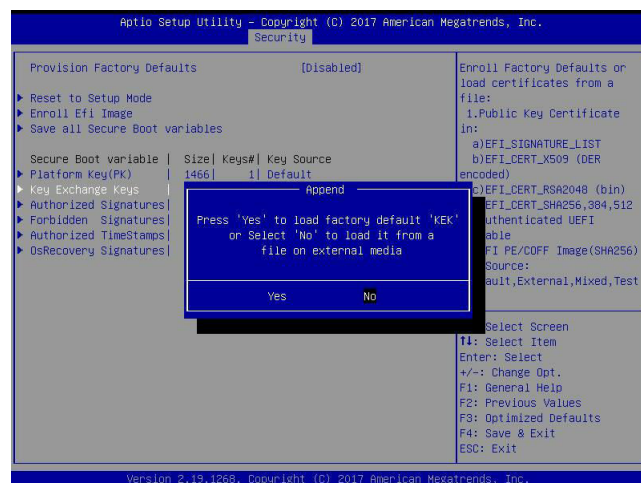 Aptio Setup Utility – Copyright (C) 2017 American Megatrends, Inc.
Security
Provision Factory Defaults [Disabled]
Reset to Setup Mode
Enroll Efi Image
Save all Secure Boot variables
Secure Boot variable | Size| Keys#| Key Source
Platform Key(PK) | 1466| 1| Default
Key Exchange Keys |
Authorized Signatures|
Forbidden Signatures|
Authorized TimeStamps|
OsRecovery Signatures|
Append
Press 'Yes' to load factory default 'KEK'
or Select 'No' to load it from a
file on external media
Yes No
Enroll Factory Defaults or
load certificates from a
file:
1.Public Key Certificate
in:
a)EFI_SIGNATURE_LIST
b)EFI_CERT_X509 (DER
encoded)
c)EFI_CERT_RSA2048 (bin)
EFI_CERT_SHA256,384,512
uthenticated UEFI
able
FI PE/COFF Image(SHA256)
Source:
ault,External,Mixed,Test
Select Screen
↑↓: Select Item
Enter: Select
+/-: Change Opt.
F1: General Help
F2: Previous Values
F3: Optimized Defaults
F4: Save & Exit
ESC: Exit
Version 2.19.1268. Copyright (C) 2017 American Megatrends, Inc.